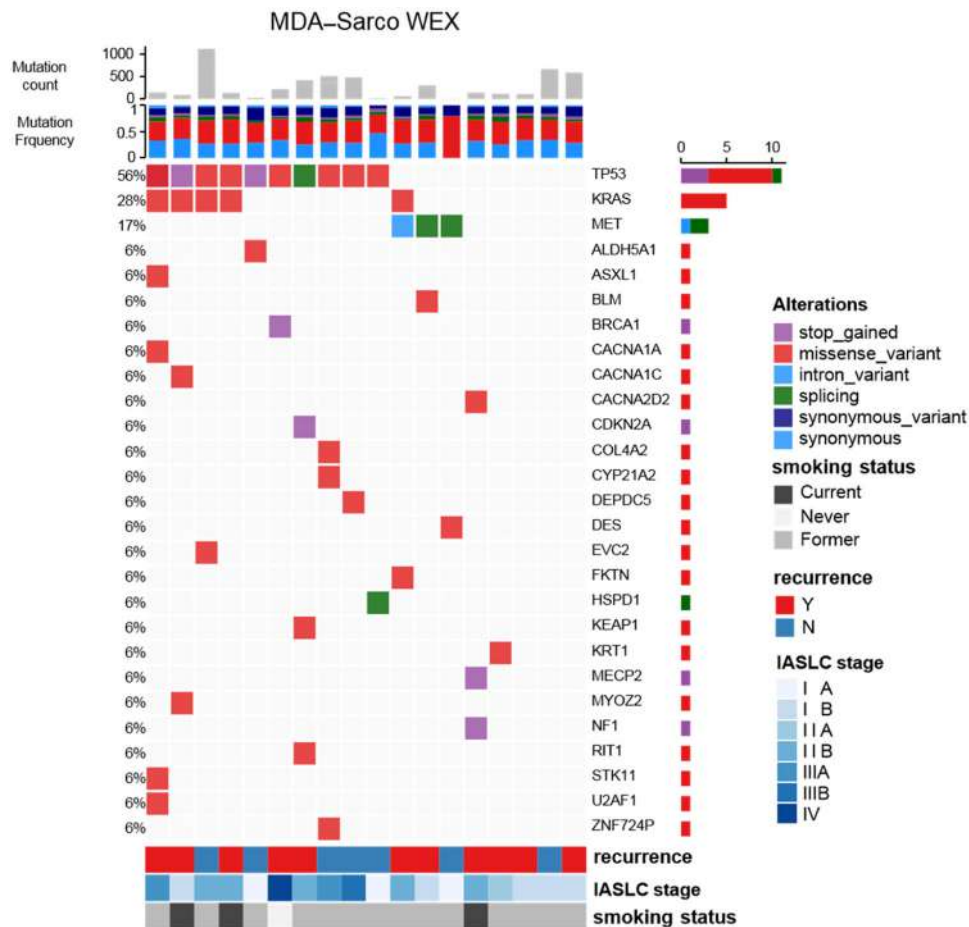 MDA–Sarco WEX
Mutation
count
1000
500
0
Mutation
Frquency
1
0.5
0
0 5 10
56% TP53
28% KRAS
17% MET
6% ALDH5A1
6% ASXL1
6% BLM
6% BRCA1
6% CACNA1A
6% CACNA1C
6% CACNA2D2
6% CDKN2A
6% COL4A2
6% CYP21A2
6% DEPDC5
6% DES
6% EVC2
6% FKTN
6% HSPD1
6% KEAP1
6% KRT1
6% MECP2
6% MYOZ2
6% NF1
6% RIT1
6% STK11
6% U2AF1
6% ZNF724P
recurrence
IASLC stage
smoking status
Alterations
stop_gained
missense_variant
intron_variant
splicing
synonymous_variant
synonymous
smoking status
Current
Never
Former
recurrence
Y
N
IASLC stage
I A
I B
IIA
IIB
IIIA
IIIB
IV